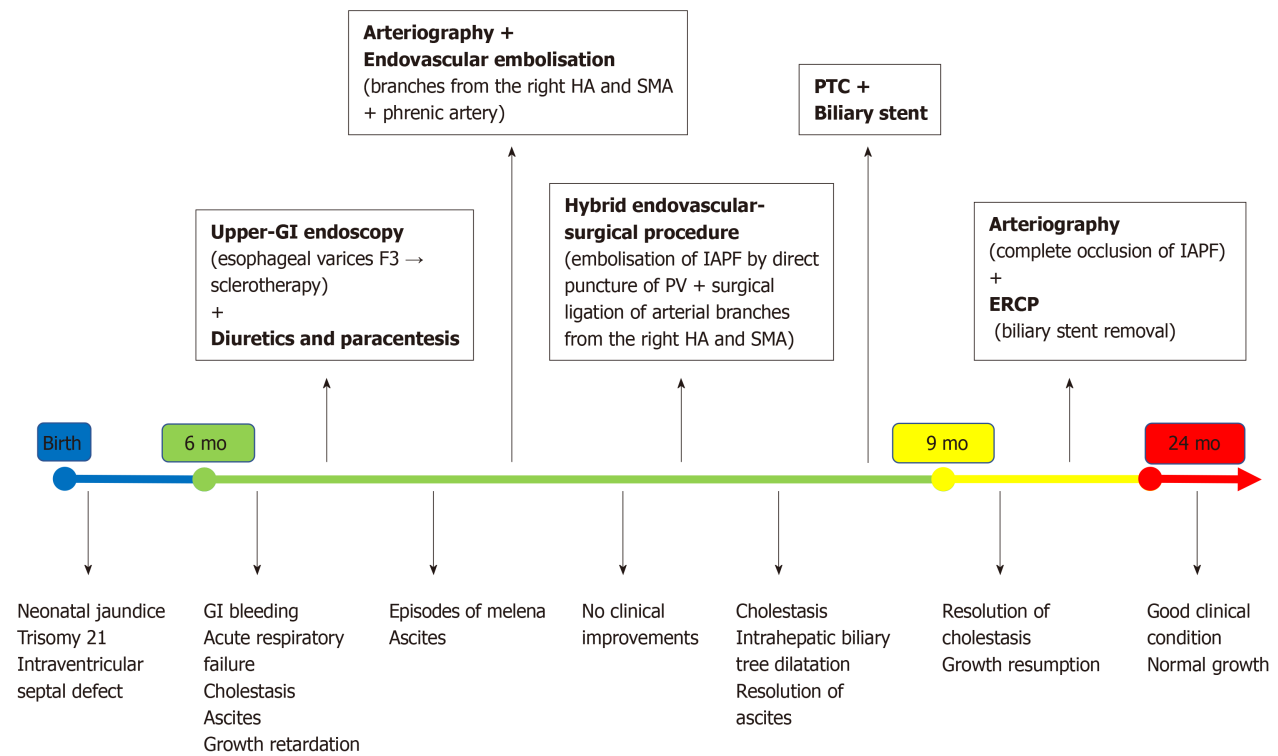 Arteriography +
Endovascular embolisation
(branches from the right HA and SMA
+ phrenic artery)
PTC +
Biliary stent
Hybrid endovascular-
surgical procedure
(embolisation of IAPF by direct
puncture of PV + surgical
ligation of arterial branches
from the right HA and SMA)
Upper-GI endoscopy
(esophageal varices F3 →
sclerotherapy)
+
Diuretics and paracentesis
Arteriography
(complete occlusion of IAPF)
+
ERCP
(biliary stent removal)
Birth
6 mo
9 mo
24 mo
Neonatal jaundice
Trisomy 21
Intraventricular
septal defect
GI bleeding
Acute respiratory
failure
Cholestasis
Ascites
Growth retardation
Episodes of melena
Ascites
No clinical
improvements
Cholestasis
Intrahepatic biliary
tree dilatation
Resolution of
ascites
Resolution of
cholestasis
Growth resumption
Good clinical
condition
Normal growth